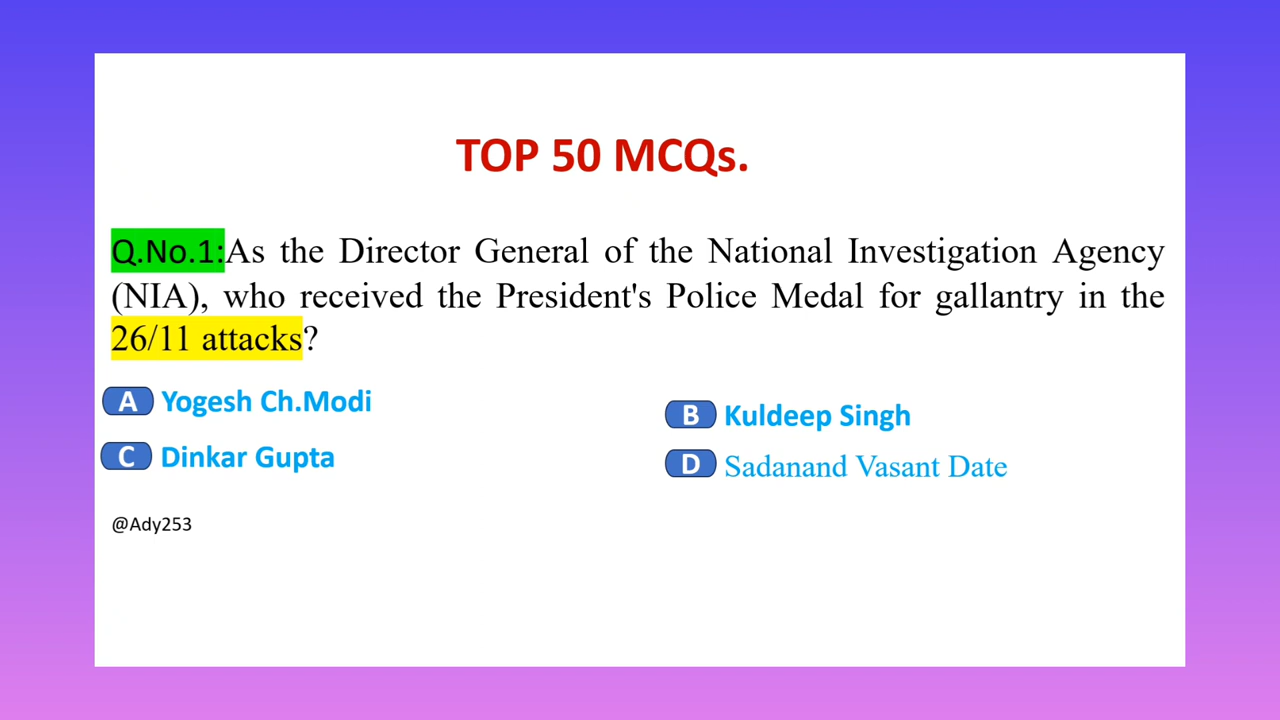 TOP 50 MCQs.
Q.No.1:As the Director General of the National Investigation Agency
(NIA), who received the President's Police Medal for gallantry in the
26/11 attacks?
A Yogesh Ch.Modi
B Kuldeep Singh
C Dinkar Gupta
D Sadanand Vasant Date
@Ady253